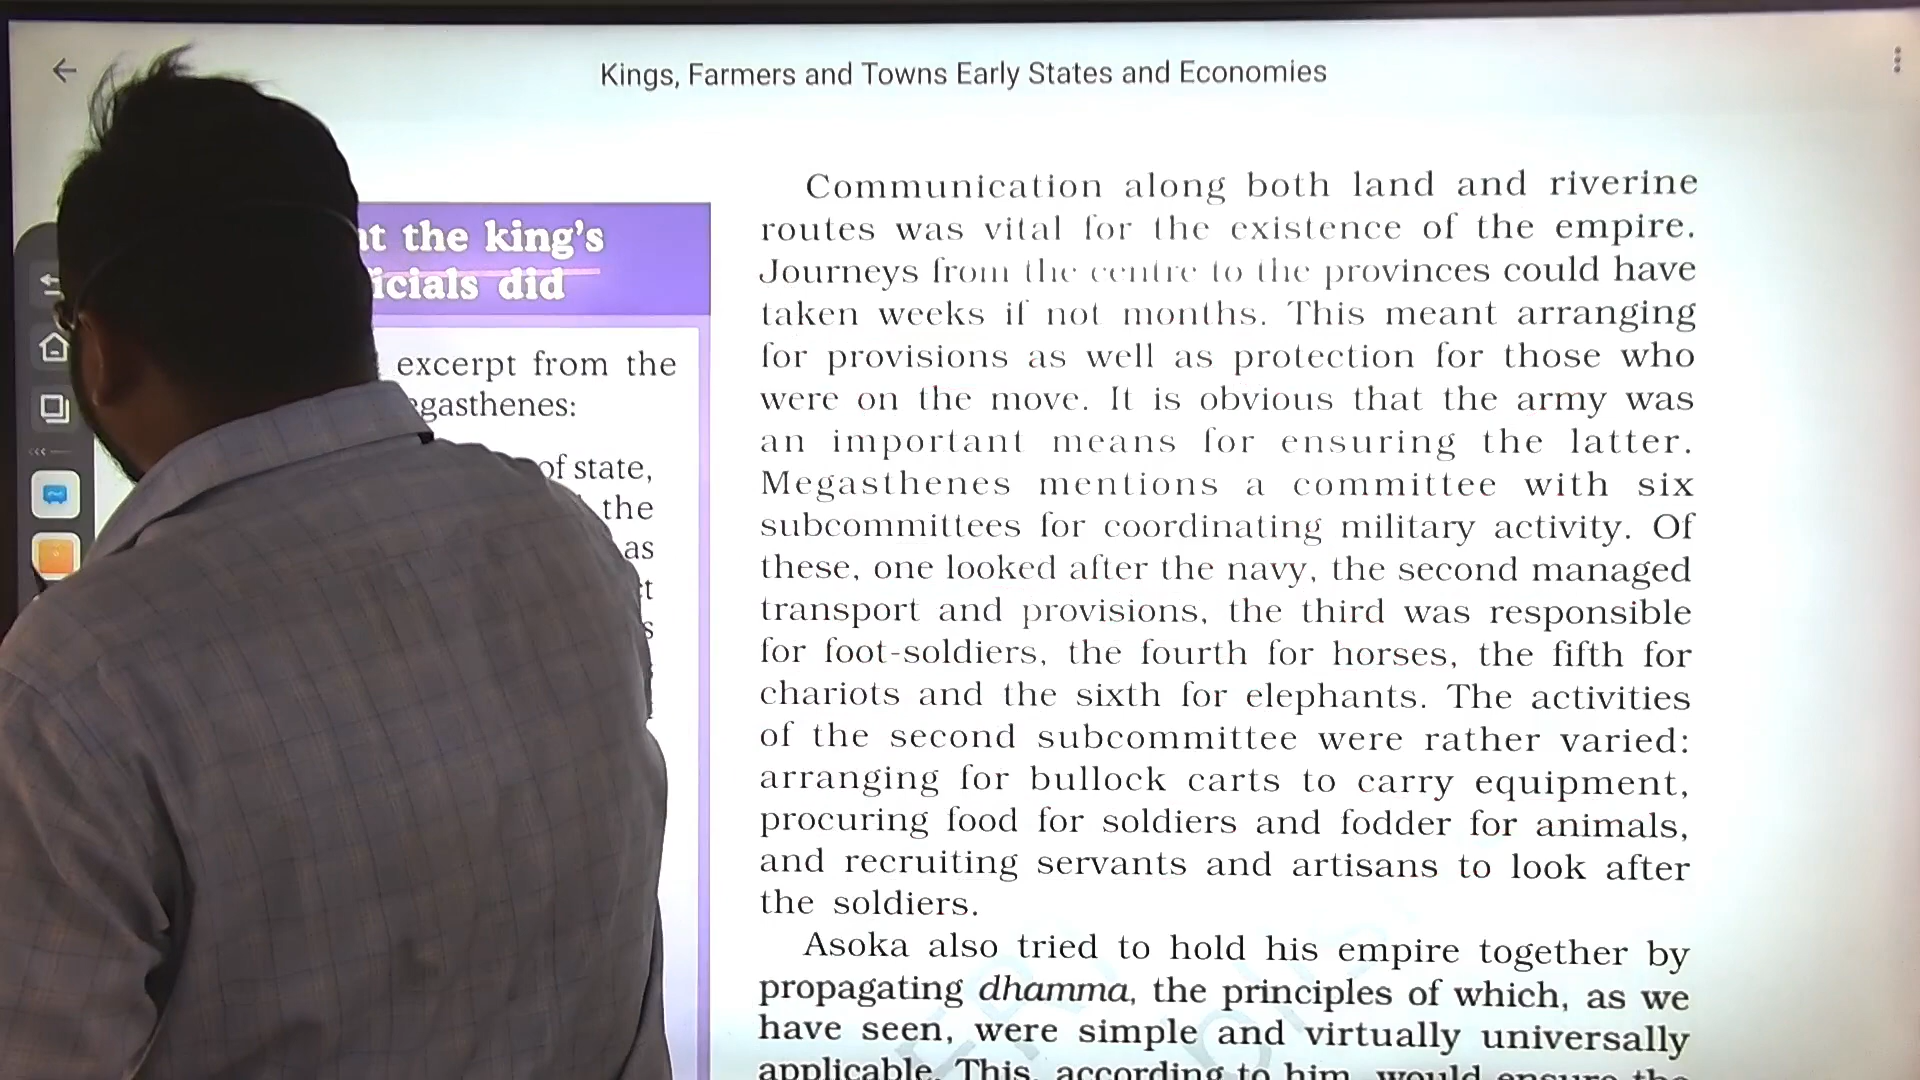 Kings, Farmers and Towns Early States and Economies
the king's
did
excerpt from the
of state,
the
as
Communication along both land and riverine
routes was vital for the existence of the empire.
Journeys from the centre to the provinces could have
taken weeks if not months. This meant arranging
for provisions as well as protection for those who
were on the move. It is obvious that the army was
an important means for ensuring the latter.
Megasthenes mentions a committee with six
subcommittees for coordinating military activity. Of
these, one looked after the navy, the second managed
transport and provisions, the third was responsible
for foot-soldiers, the fourth for horses, the fifth for
chariots and the sixth for elephants. The activities
of the second subcommittee were rather varied:
arranging for bullock carts to carry equipment,
procuring food for soldiers and fodder for animals,
and recruiting servants and artisans to look after
the soldiers.
Asoka also tried to hold his empire together by
propagating dhamma, the principles of which, as we
have seen, were simple and virtually universally
applicable. This, according to him, would ensure the